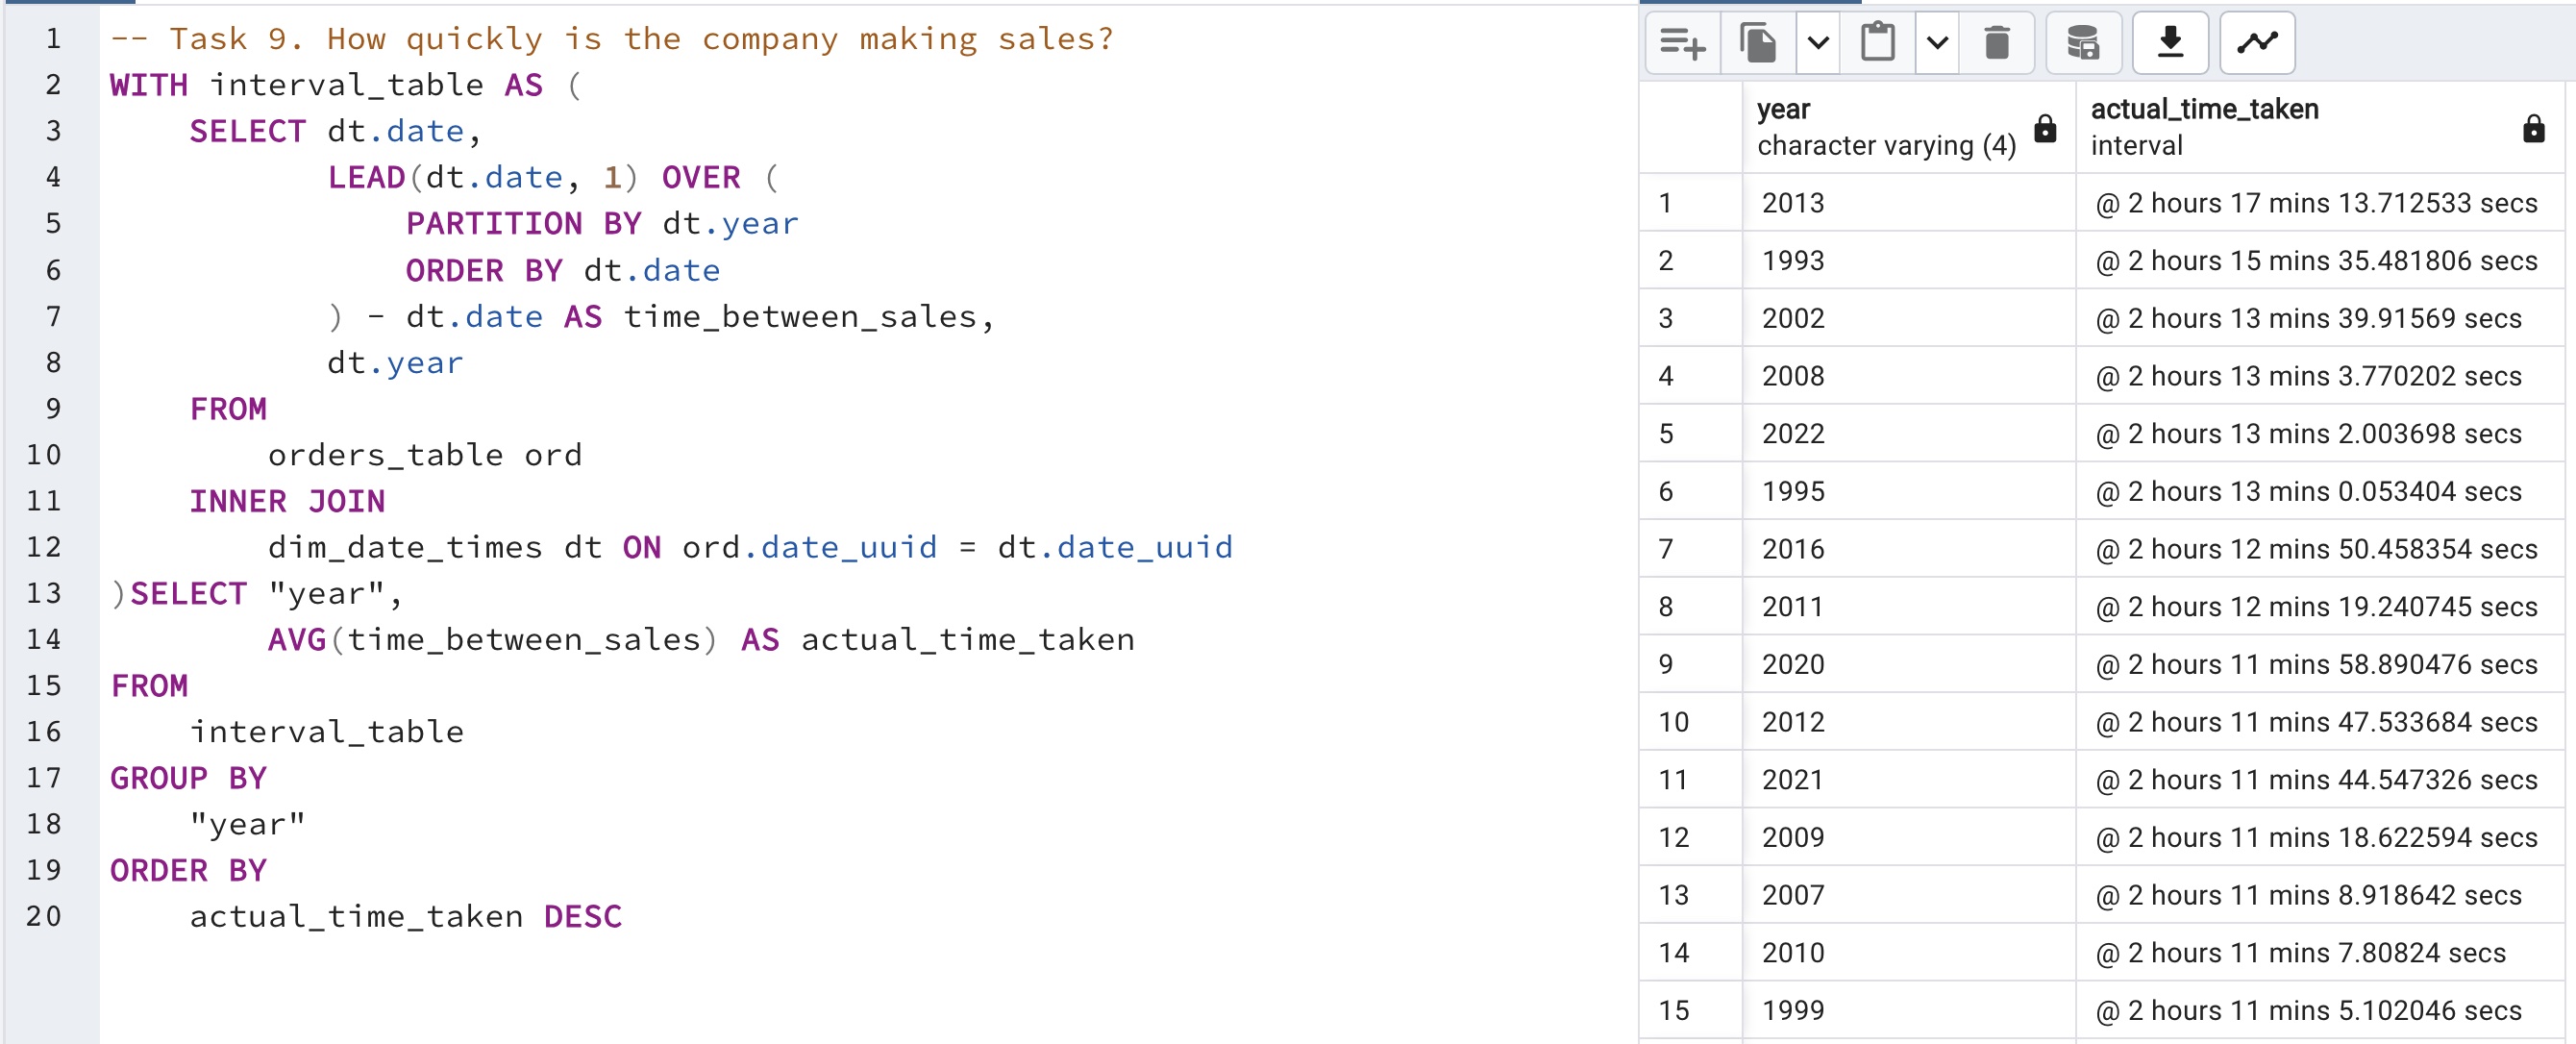 1 -- Task 9. How quickly is the company making sales?
2 WITH interval_table AS (
3 SELECT dt.date,
4 LEAD(dt.date, 1) OVER (
5 PARTITION BY dt.year
6 ORDER BY dt.date
7 ) - dt.date AS time_between_sales,
8 dt.year
9 FROM
10 orders_table ord
11 INNER JOIN
12 dim_date_times dt ON ord.date_uuid = dt.date_uuid
13 )SELECT "year",
14 AVG(time_between_sales) AS actual_time_taken
15 FROM
16 interval_table
17 GROUP BY
18 "year"
19 ORDER BY
20 actual_time_taken DESC
year actual_time_taken
character varying (4) interval
1 2013 @ 2 hours 17 mins 13.712533 secs
2 1993 @ 2 hours 15 mins 35.481806 secs
3 2002 @ 2 hours 13 mins 39.91569 secs
4 2008 @ 2 hours 13 mins 3.770202 secs
5 2022 @ 2 hours 13 mins 2.003698 secs
6 1995 @ 2 hours 13 mins 0.053404 secs
7 2016 @ 2 hours 12 mins 50.458354 secs
8 2011 @ 2 hours 12 mins 19.240745 secs
9 2020 @ 2 hours 11 mins 58.890476 secs
10 2012 @ 2 hours 11 mins 47.533684 secs
11 2021 @ 2 hours 11 mins 44.547326 secs
12 2009 @ 2 hours 11 mins 18.622594 secs
13 2007 @ 2 hours 11 mins 8.918642 secs
14 2010 @ 2 hours 11 mins 7.80824 secs
15 1999 @ 2 hours 11 mins 5.102046 secs